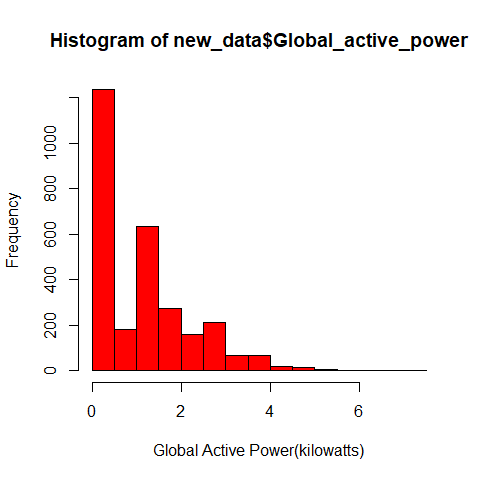 Histogram of new_data$Global_active_power
Frequency
0 200 400 600 800 1000
0 2 4 6
Global Active Power(kilowatts)